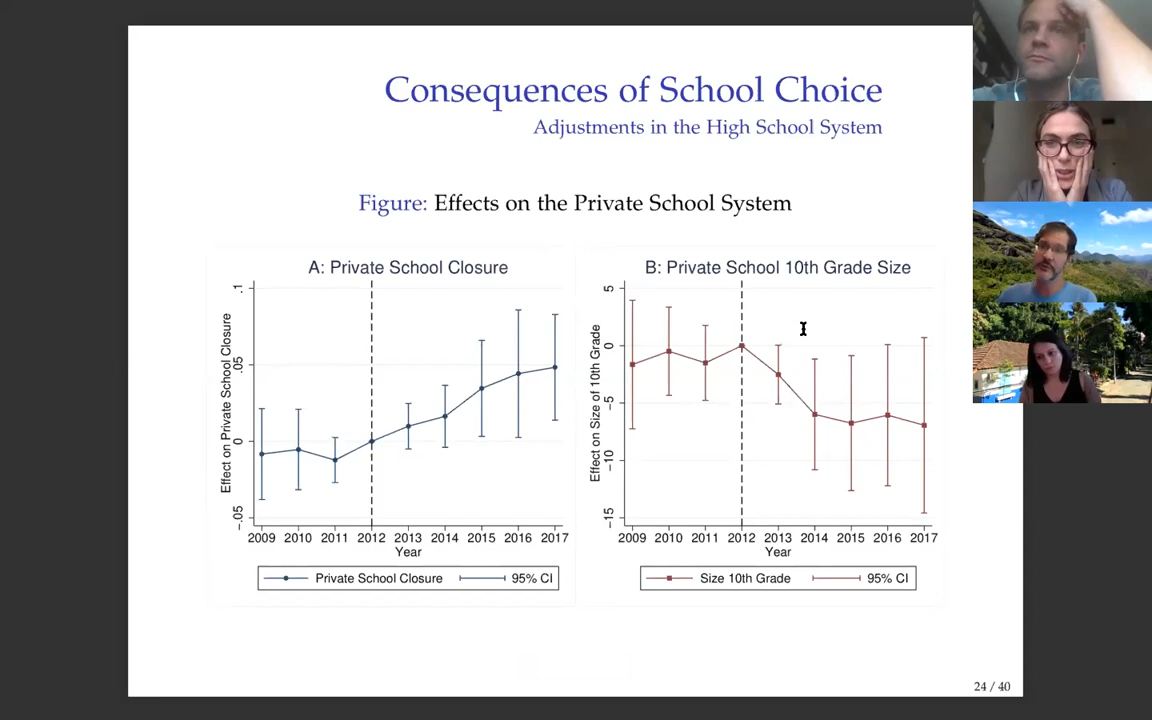 Consequences of School Choice
Adjustments in the High School System
Figure: Effects on the Private School System
A: Private School Closure
Effect on Private School Closure
.1
.05
0
-.05
2009 2010 2011 2012 2013 2014 2015 2016 2017
Year
Private School Closure 95% CI
B: Private School 10th Grade Size
Effect on Size of 10th Grade
5
0
-5
-10
-15
2009 2010 2011 2012 2013 2014 2015 2016 2017
Year
Size 10th Grade 95% CI
24 / 40